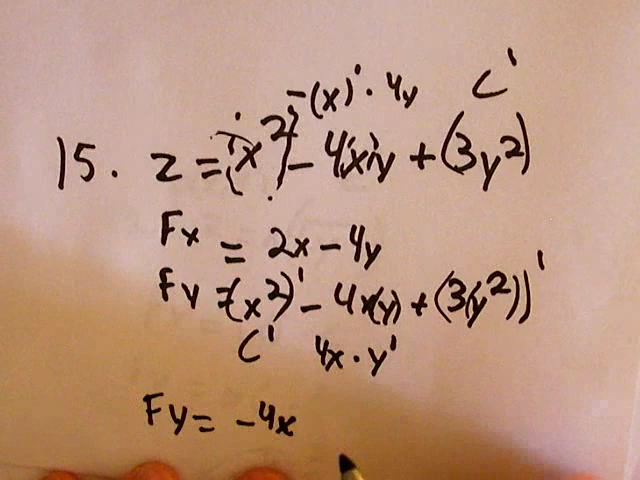 -(x)' · 4y C'
15. z = (x²) - 4(x)y + (3y²)
Fx = 2x - 4y
Fy = (x²)' - 4x(y) + (3(y²))'
C' 4x · y'
Fy = -4x